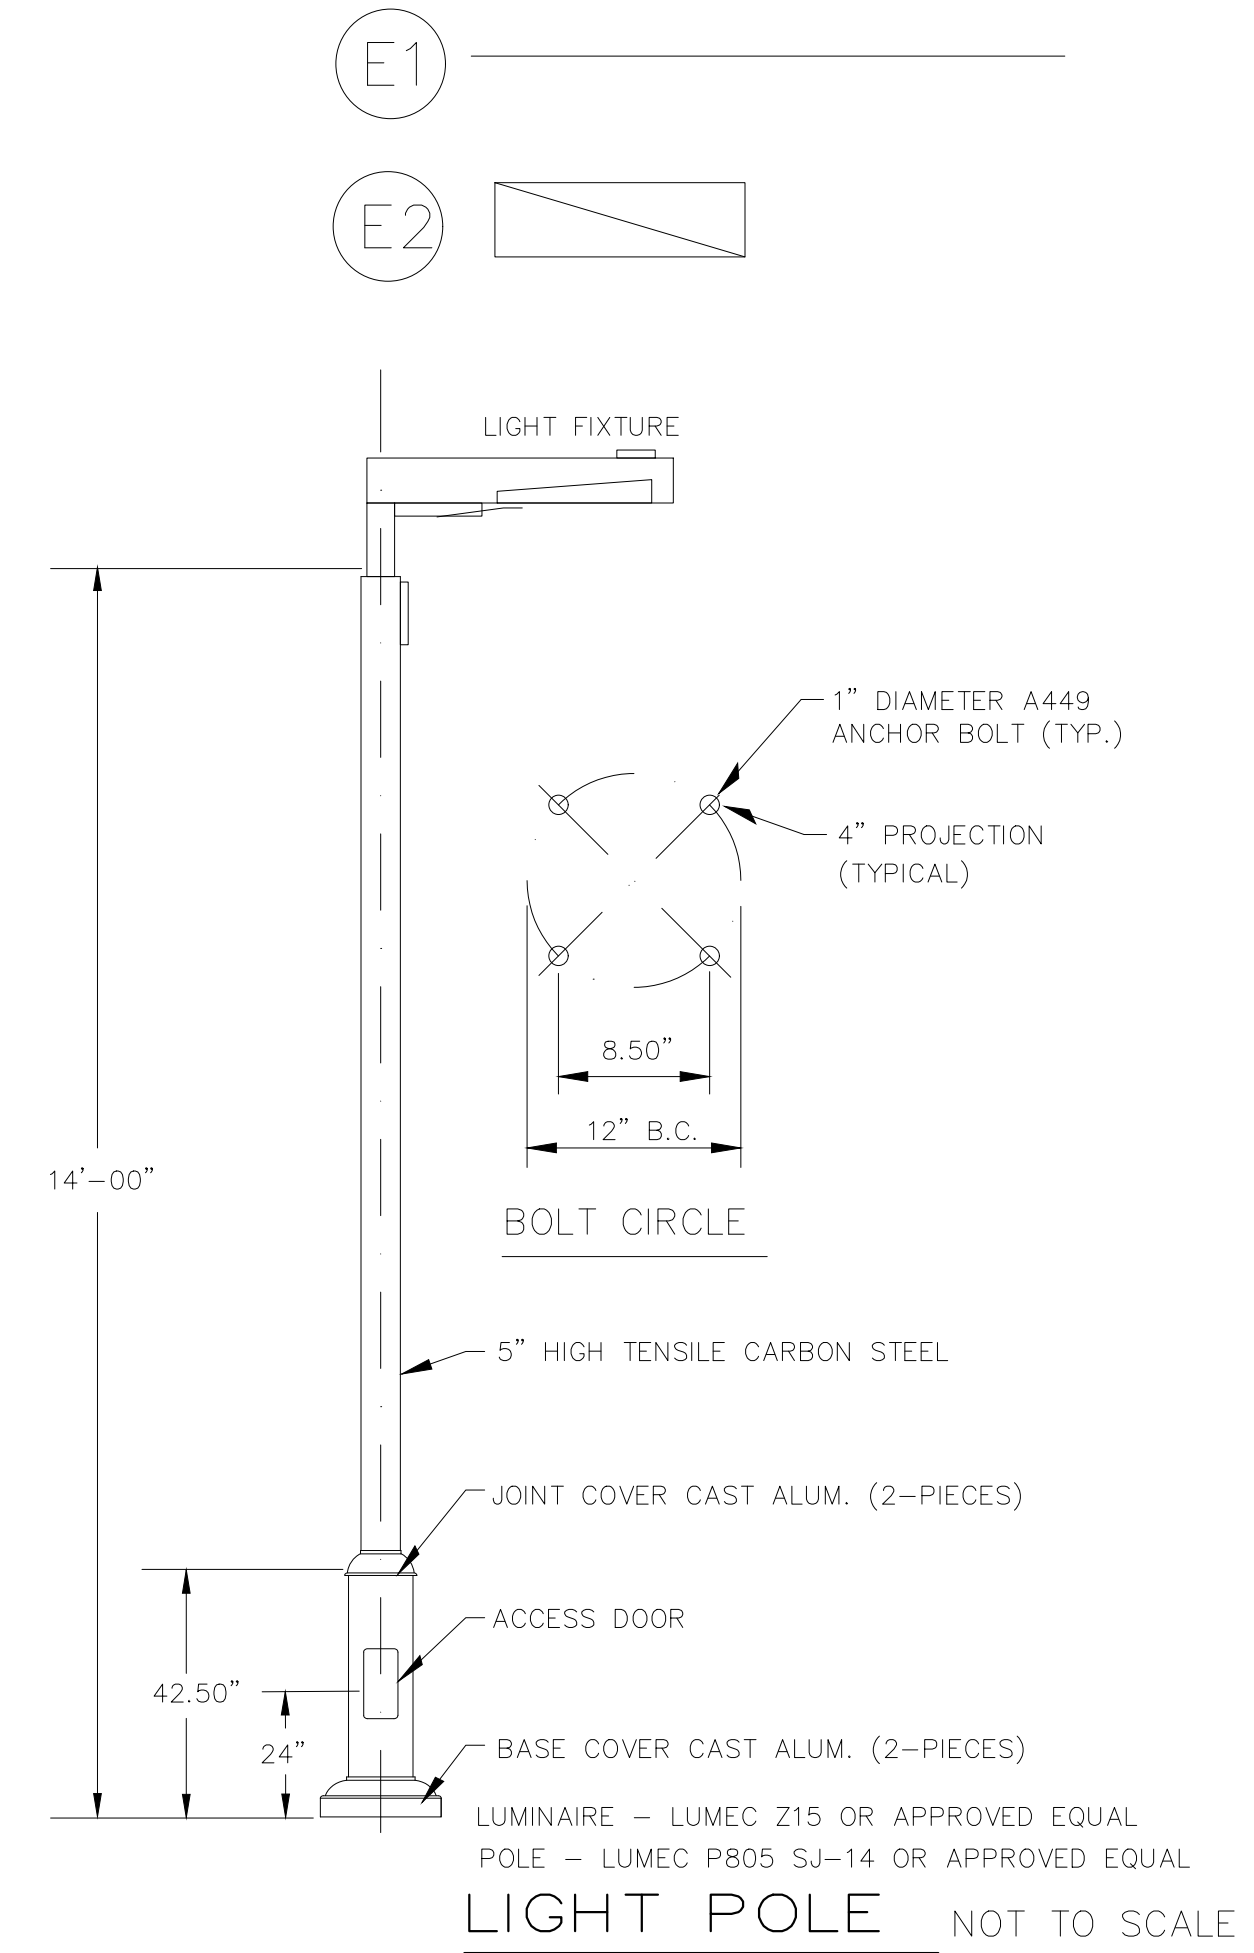 E1
E2
LIGHT FIXTURE
1” DIAMETER A449
ANCHOR BOLT (TYP.)
4” PROJECTION
(TYPICAL)
8.50”
12” B.C.
14’-00”
BOLT CIRCLE
5” HIGH TENSILE CARBON STEEL
JOINT COVER CAST ALUM. (2-PIECES)
ACCESS DOOR
42.50”
24”
BASE COVER CAST ALUM. (2-PIECES)
LUMINAIRE - LUMEC Z15 OR APPROVED EQUAL
POLE - LUMEC P805 SJ-14 OR APPROVED EQUAL
LIGHT POLE NOT TO SCALE